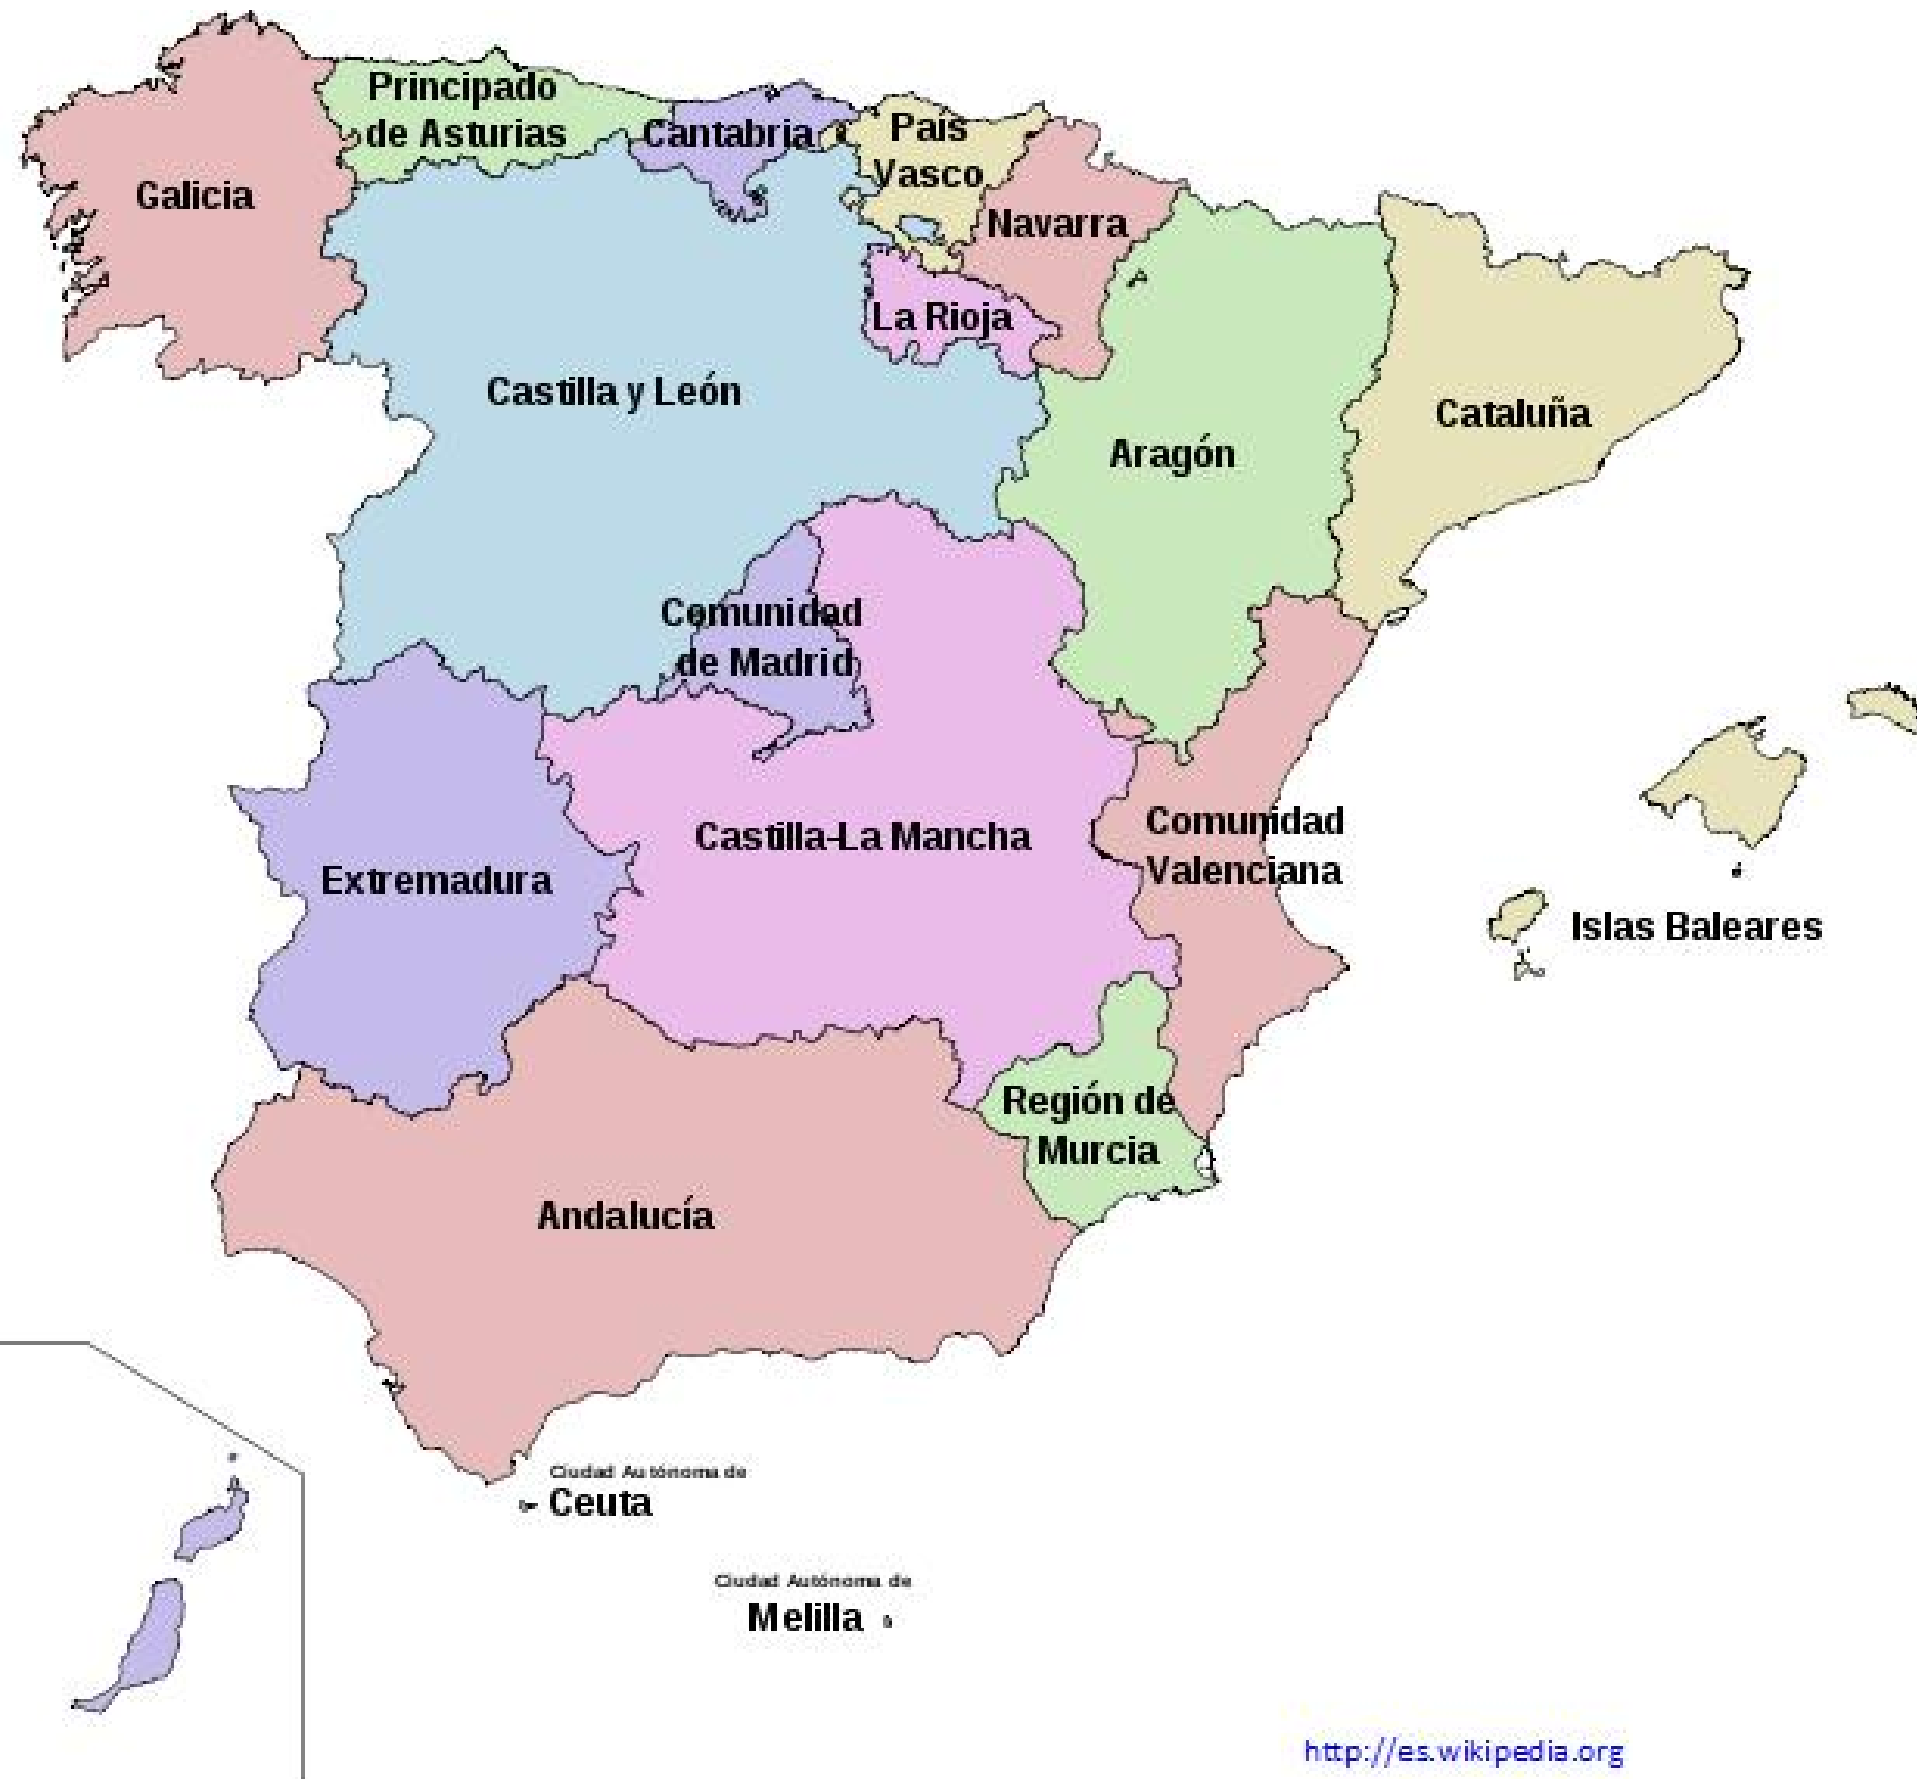 Principado
de Asturias
Cantabria
País
Vasco
Galicia
Navarra
La Rioja
Castilla y León
Cataluña
Aragón
Comunidad
de Madrid
Castilla-La Mancha
Comunidad
Valenciana
Extremadura
Islas Baleares
Región de
Murcia
Andalucía
Ciudad Autónoma de
Ceuta
Ciudad Autónoma de
Melilla
http://es.wikipedia.org